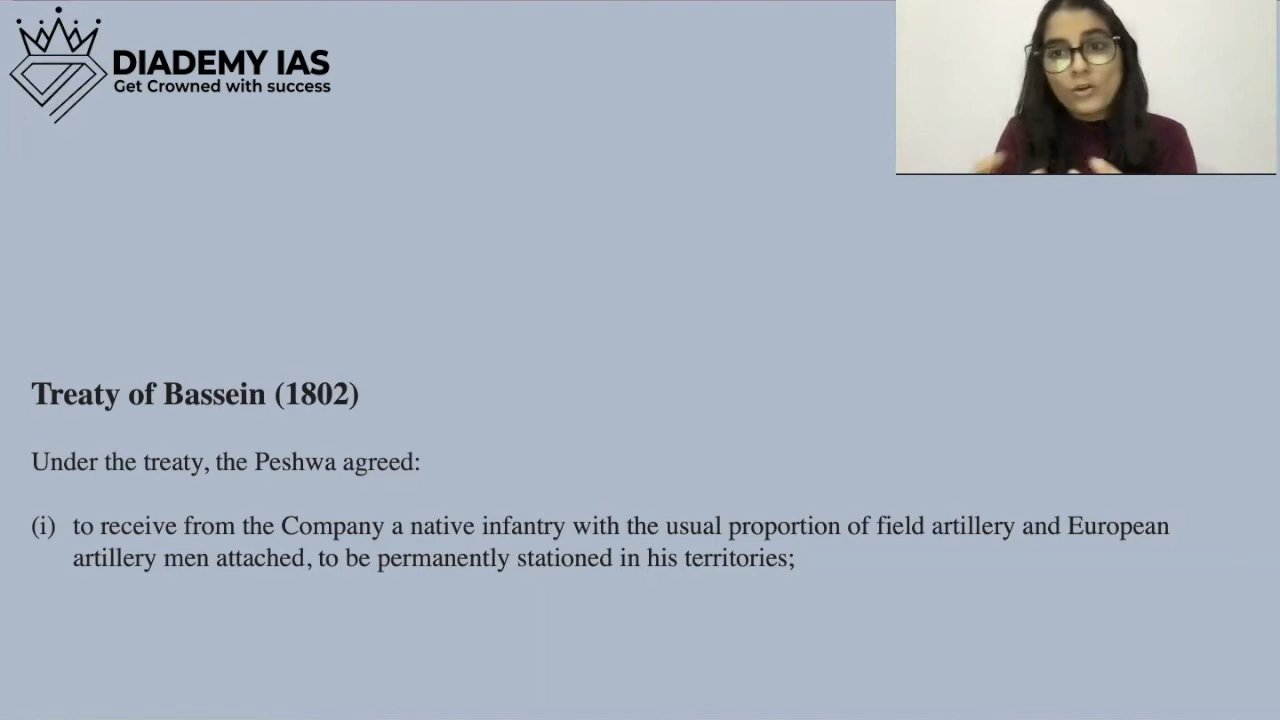 DIADEMY IAS
Get Crowned with success
Treaty of Bassein (1802)
Under the treaty, the Peshwa agreed:
(i) to receive from the Company a native infantry with the usual proportion of field artillery and European
artillery men attached, to be permanently stationed in his territories;